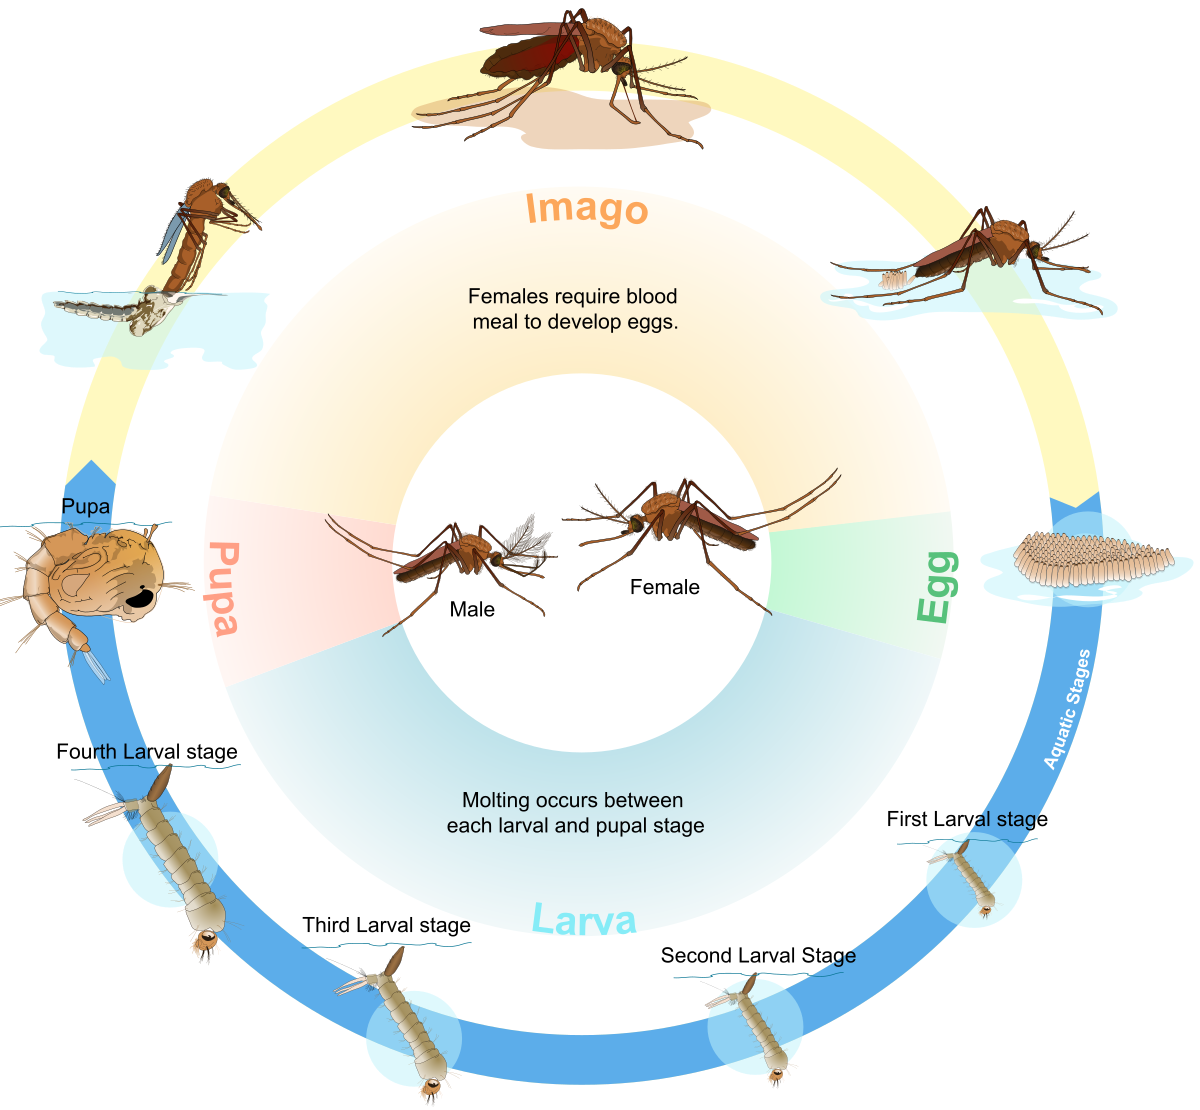 Imago
Females require blood
meal to develop eggs.
Pupa
Pupa
Egg
Male
Female
Aquatic Stages
Fourth Larval stage
Molting occurs between
each larval and pupal stage
First Larval stage
Larva
Third Larval stage
Second Larval Stage